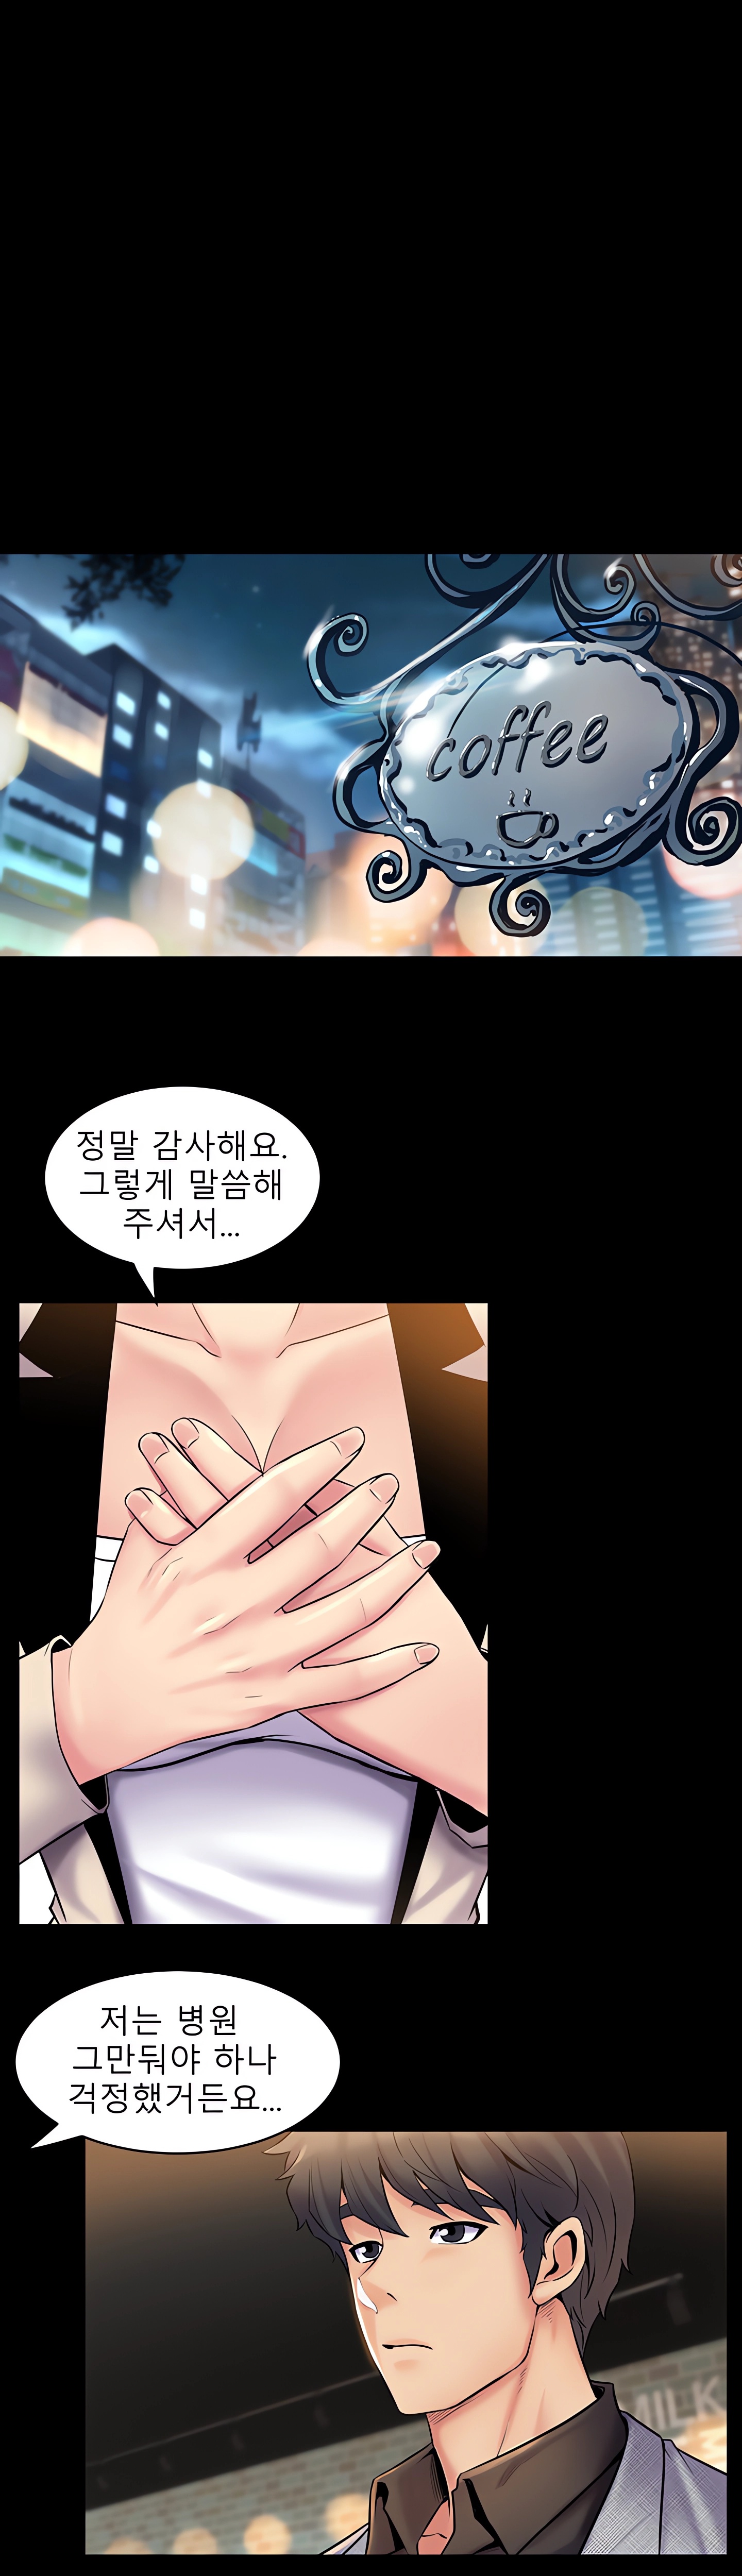 coffee
정말 감사해요.
그렇게 말씀해
주셔서...
저는 병원
그만둬야 하나
걱정했거든요...
MILK